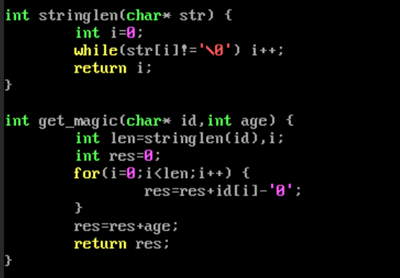 int stringlen(char* str) {
int i=0;
while(str[i]!='\0') i++;
return i;
}
int get_magic(char* id,int age) {
int len=stringlen(id),i;
int res=0;
for(i=0;i<len;i++) {
res=res+id[i]-'0';
}
res=res+age;
return res;
}